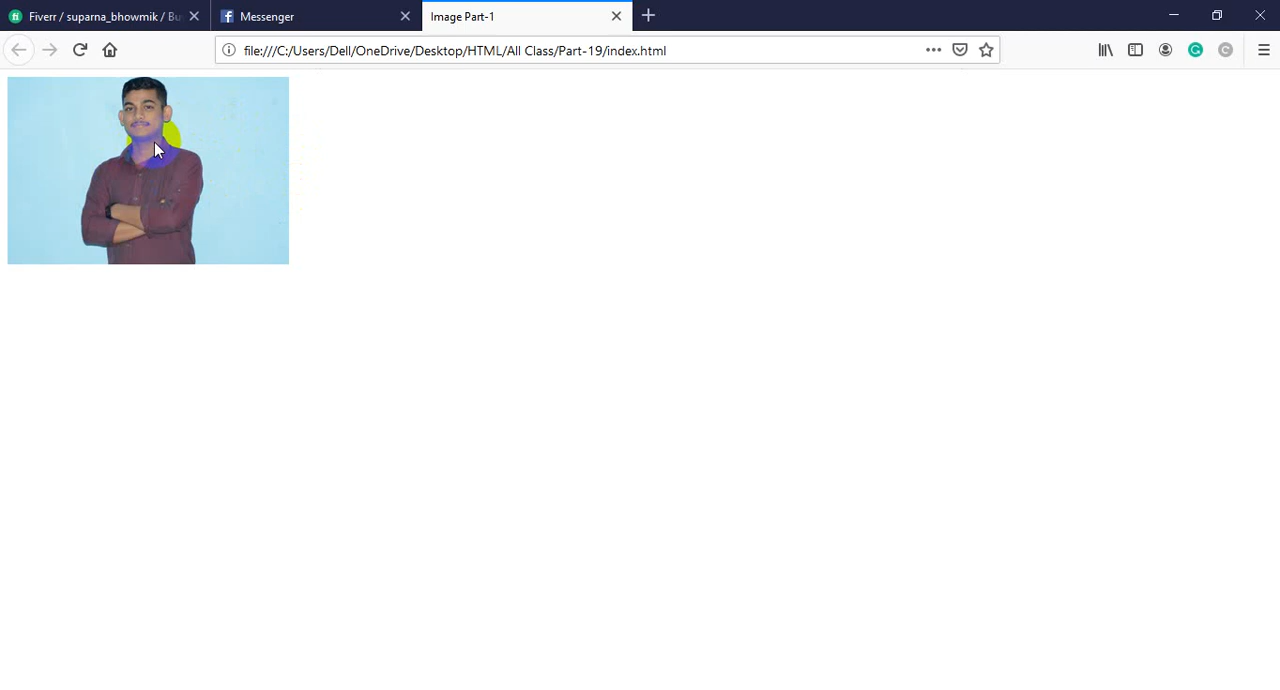 Fiverr / suparna_bhowmik / Bu
Messenger
Image Part-1
file:///C:/Users/Dell/OneDrive/Desktop/HTML/All Class/Part-19/index.html